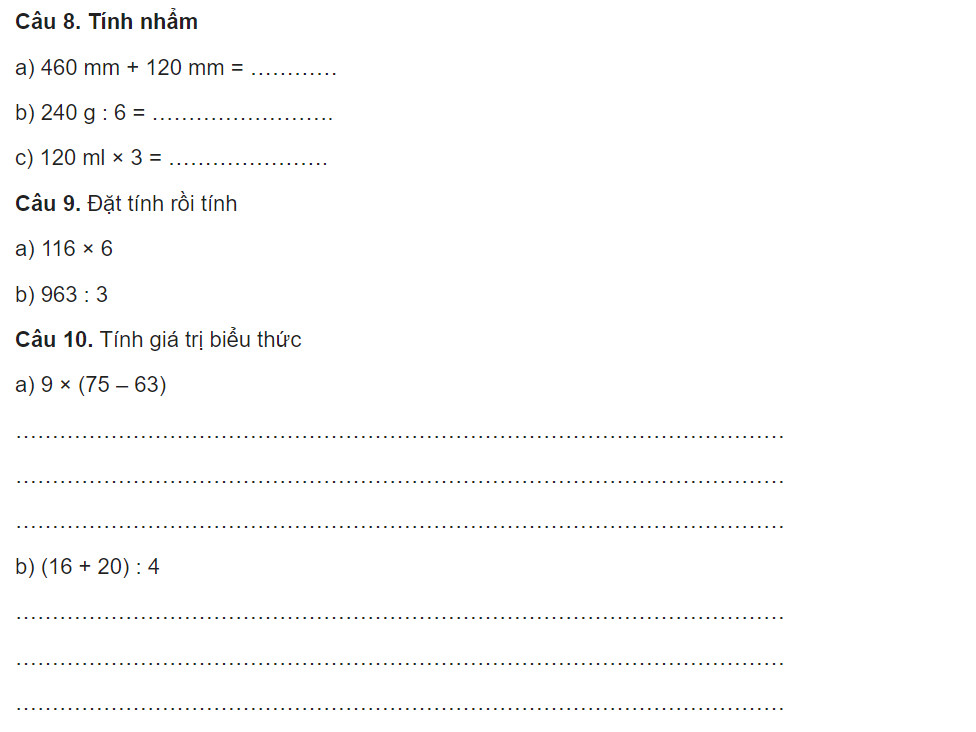 Câu 8. Tính nhẩm
a) 460 mm + 120 mm = …………
b) 240 g : 6 = …………………….
c) 120 ml × 3 = ………………….
Câu 9. Đặt tính rồi tính
a) 116 × 6
b) 963 : 3
Câu 10. Tính giá trị biểu thức
a) 9 × (75 – 63)
……………………………………………………………………………………………
……………………………………………………………………………………………
……………………………………………………………………………………………
b) (16 + 20) : 4
……………………………………………………………………………………………
……………………………………………………………………………………………
……………………………………………………………………………………………